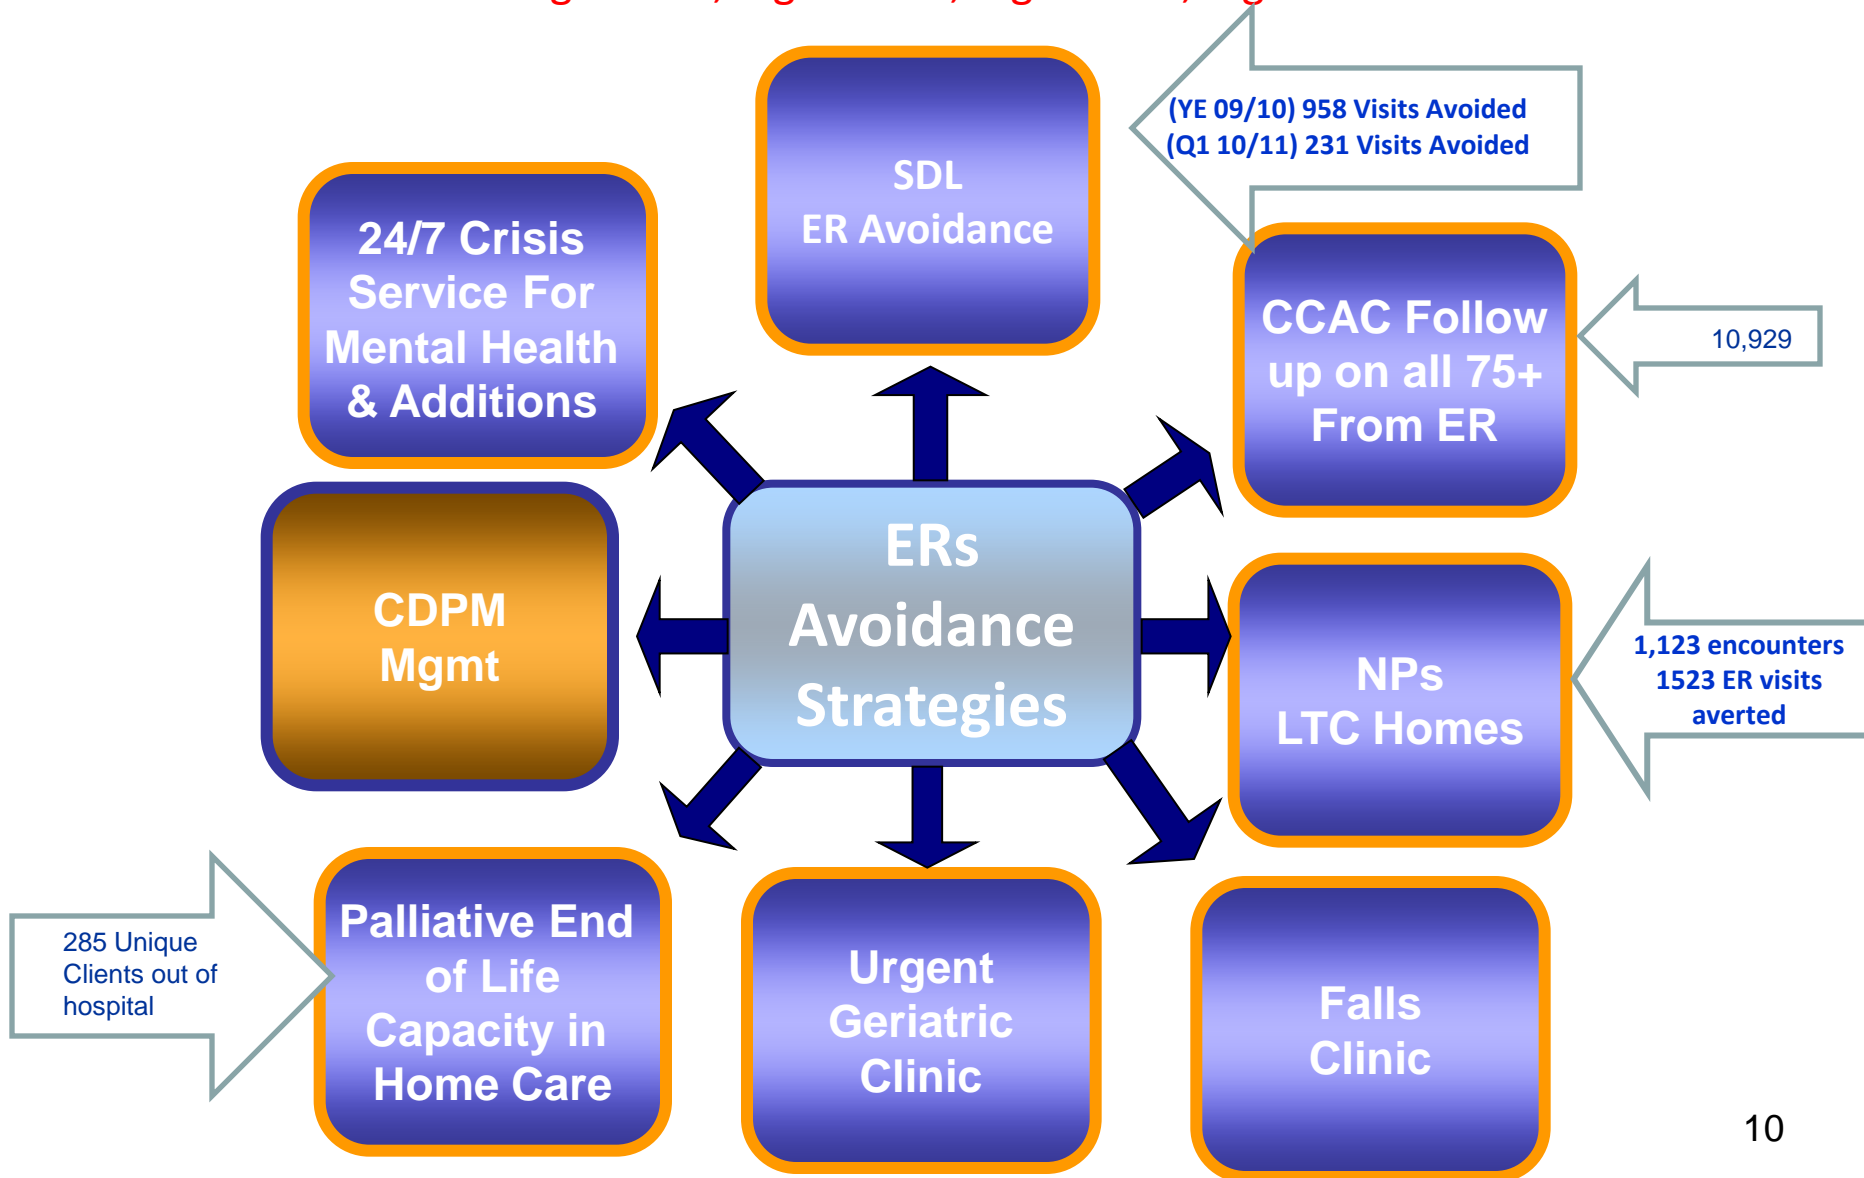 (YE 09/10) 958 Visits Avoided
(Q1 10/11) 231 Visits Avoided
SDL
ER Avoidance
24/7 Crisis
Service For
Mental Health
& Additions
CCAC Follow
up on all 75+
From ER
10,929
ERs
Avoidance
Strategies
CDPM
Mgmt
NPs
LTC Homes
1,123 encounters
1523 ER visits
averted
Palliative End
of Life
Capacity in
Home Care
285 Unique
Clients out of
hospital
Urgent
Geriatric
Clinic
Falls
Clinic
10